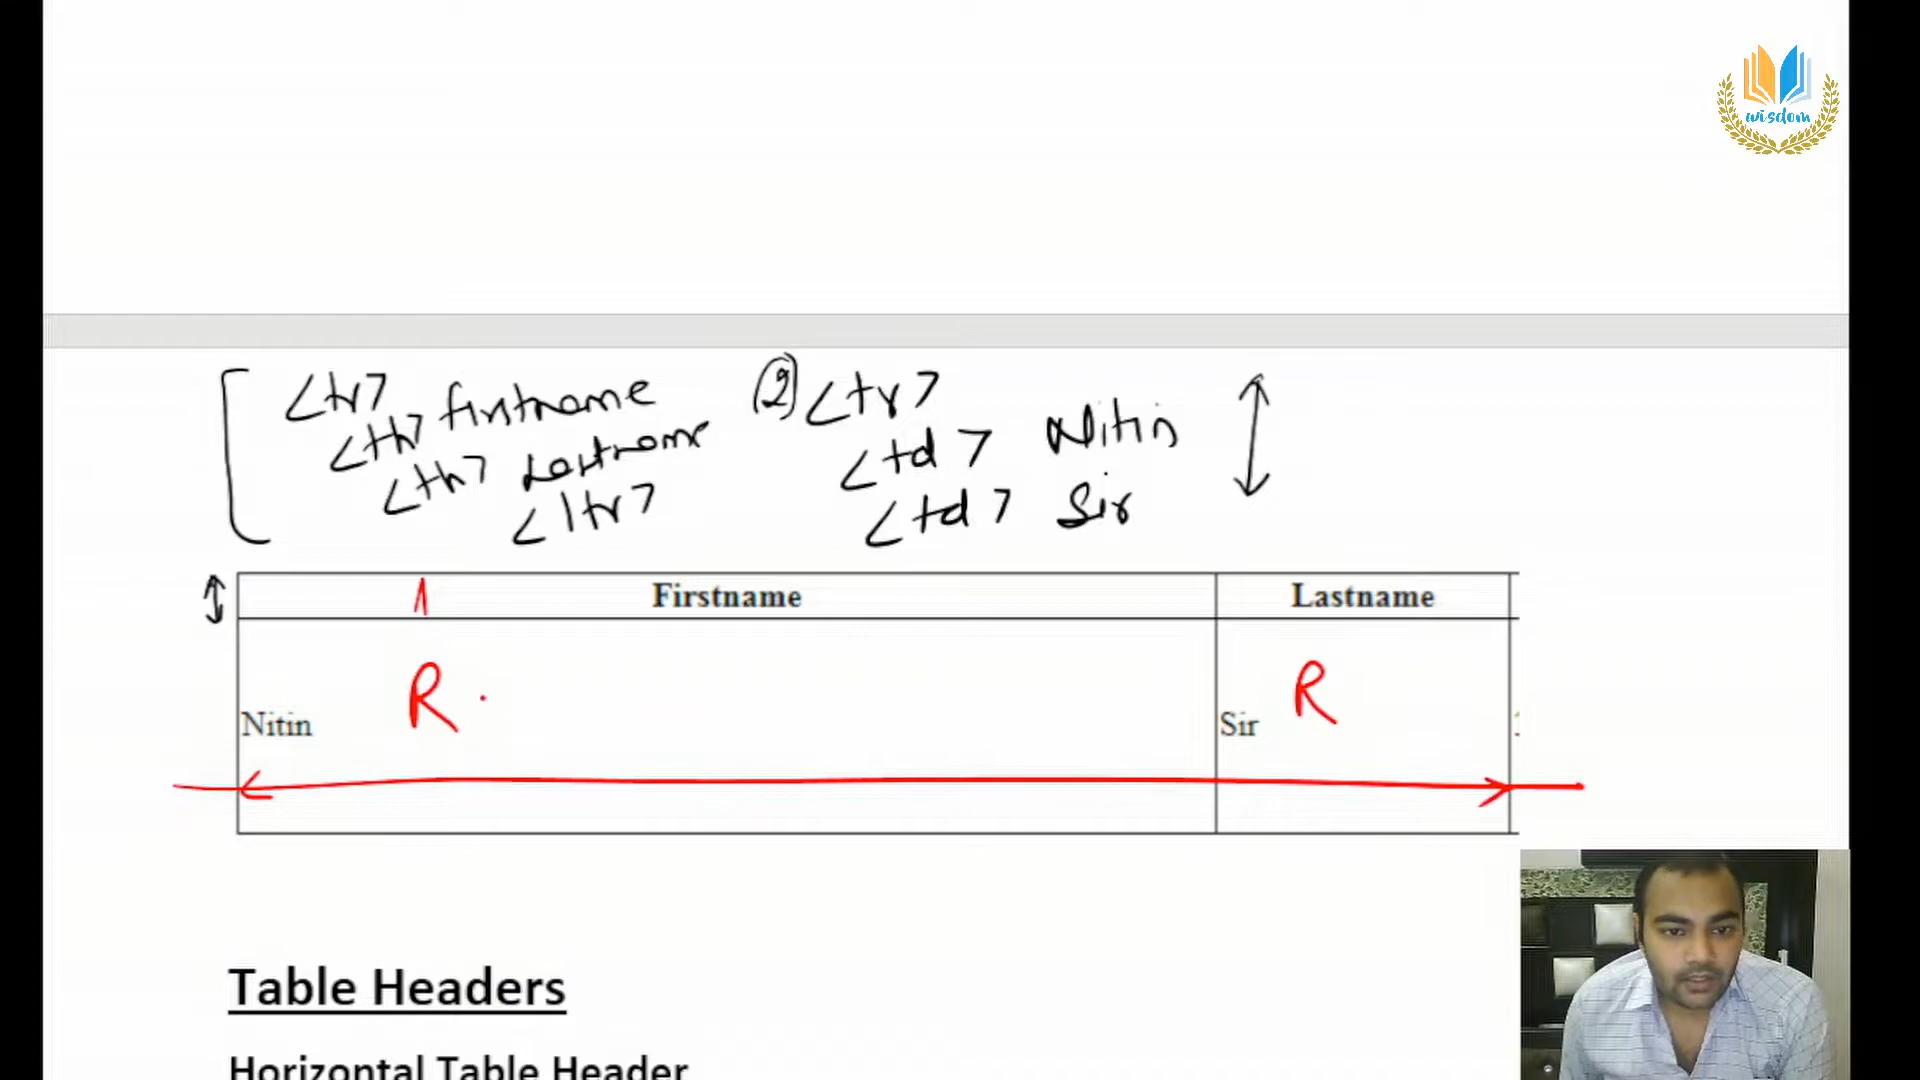 wisdom
<tr>
<th> firstname
<th> Lastname
</tr>
② <tr>
<td> Nitin
<td> Sir
Firstname Lastname
R . R
Nitin Sir
Table Headers
Horizontal Table Header